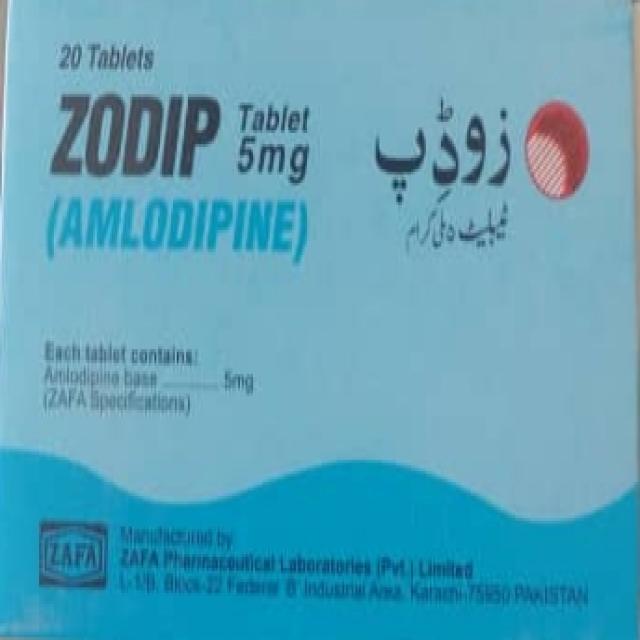 20 Tablets
ZODIP Tablet 5mg
(AMLODIPINE)
زوڈِپ
ٹیبلیٹ ۵ ملی گرام
Each tablet contains:
Amlodipine base .......... 5mg
(ZAFA Specifications)
ZAFA
Manufactured by
ZAFA Pharmaceutical Laboratories (Pvt.) Limited
L-1/B, Block-22 Federal 'B' Industrial Area, Karachi-75950 PAKISTAN